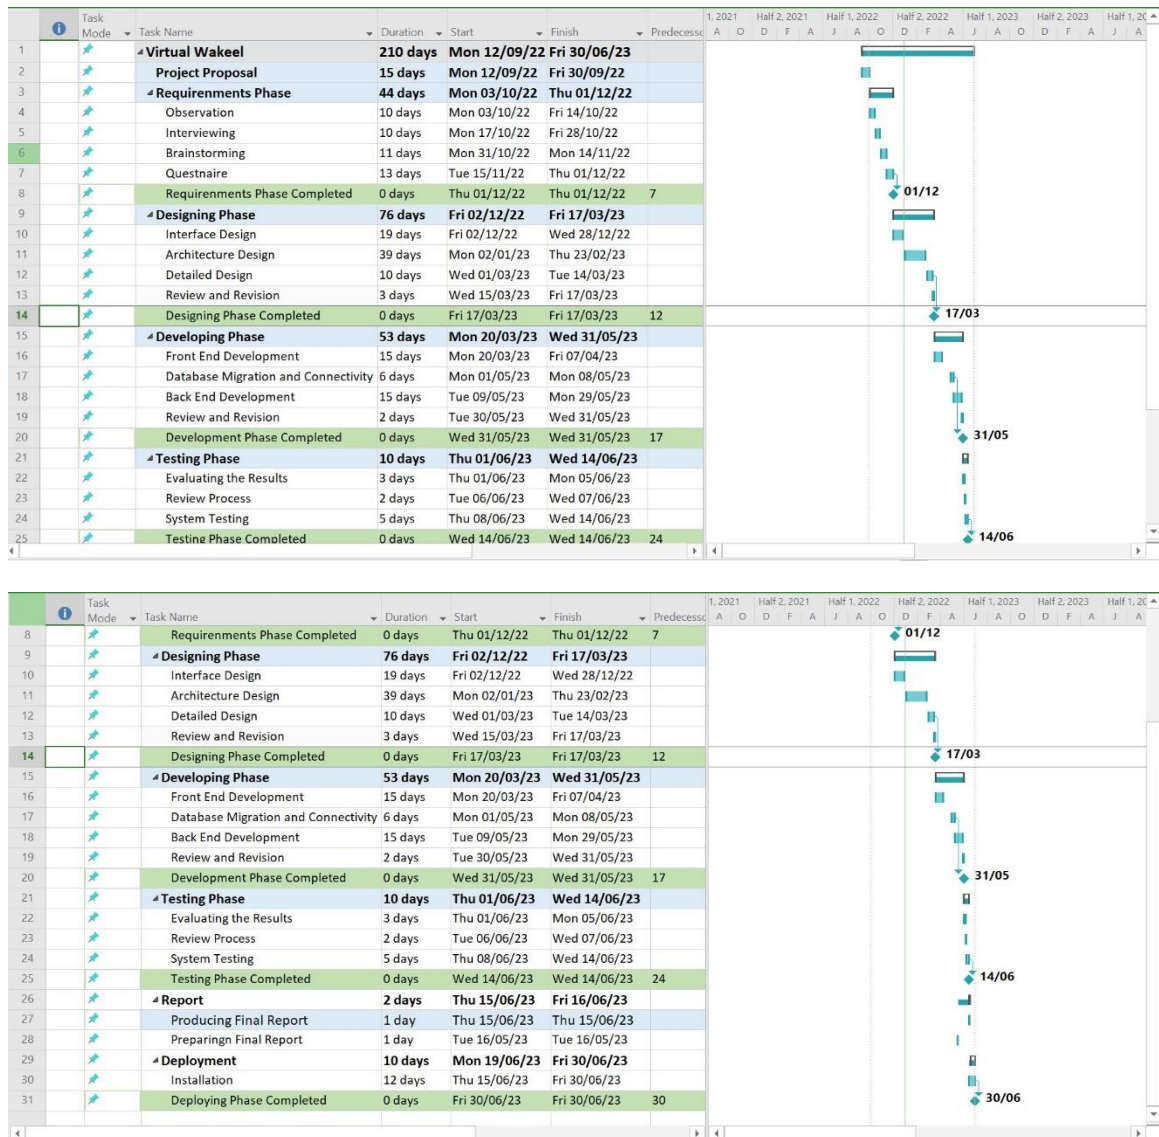 Task Mode Task Name Duration Start Finish Predecesso
1, 2021 Half 2, 2021 Half 1, 2022 Half 2, 2022 Half 1, 2023 Half 2, 2023 Half 1, 20
A O D F A J A O D F A J A O D F A J A
1 Virtual Wakeel 210 days Mon 12/09/22 Fri 30/06/23
2 Project Proposal 15 days Mon 12/09/22 Fri 30/09/22
3 Requirenments Phase 44 days Mon 03/10/22 Thu 01/12/22
4 Observation 10 days Mon 03/10/22 Fri 14/10/22
5 Interviewing 10 days Mon 17/10/22 Fri 28/10/22
6 Brainstorming 11 days Mon 31/10/22 Mon 14/11/22
7 Questnaire 13 days Tue 15/11/22 Thu 01/12/22
8 Requirenments Phase Completed 0 days Thu 01/12/22 Thu 01/12/22 7 01/12
9 Designing Phase 76 days Fri 02/12/22 Fri 17/03/23
10 Interface Design 19 days Fri 02/12/22 Wed 28/12/22
11 Architecture Design 39 days Mon 02/01/23 Thu 23/02/23
12 Detailed Design 10 days Wed 01/03/23 Tue 14/03/23
13 Review and Revision 3 days Wed 15/03/23 Fri 17/03/23
14 Designing Phase Completed 0 days Fri 17/03/23 Fri 17/03/23 12 17/03
15 Developing Phase 53 days Mon 20/03/23 Wed 31/05/23
16 Front End Development 15 days Mon 20/03/23 Fri 07/04/23
17 Database Migration and Connectivity 6 days Mon 01/05/23 Mon 08/05/23
18 Back End Development 15 days Tue 09/05/23 Mon 29/05/23
19 Review and Revision 2 days Tue 30/05/23 Wed 31/05/23
20 Development Phase Completed 0 days Wed 31/05/23 Wed 31/05/23 17 31/05
21 Testing Phase 10 days Thu 01/06/23 Wed 14/06/23
22 Evaluating the Results 3 days Thu 01/06/23 Mon 05/06/23
23 Review Process 2 days Tue 06/06/23 Wed 07/06/23
24 System Testing 5 days Thu 08/06/23 Wed 14/06/23
25 Testing Phase Completed 0 days Wed 14/06/23 Wed 14/06/23 24 14/06
Task Mode Task Name Duration Start Finish Predecesso
1, 2021 Half 2, 2021 Half 1, 2022 Half 2, 2022 Half 1, 2023 Half 2, 2023 Half 1, 20
A O D F A J A O D F A J A O D F A J A
8 Requirenments Phase Completed 0 days Thu 01/12/22 Thu 01/12/22 7 01/12
9 Designing Phase 76 days Fri 02/12/22 Fri 17/03/23
10 Interface Design 19 days Fri 02/12/22 Wed 28/12/22
11 Architecture Design 39 days Mon 02/01/23 Thu 23/02/23
12 Detailed Design 10 days Wed 01/03/23 Tue 14/03/23
13 Review and Revision 3 days Wed 15/03/23 Fri 17/03/23
14 Designing Phase Completed 0 days Fri 17/03/23 Fri 17/03/23 12 17/03
15 Developing Phase 53 days Mon 20/03/23 Wed 31/05/23
16 Front End Development 15 days Mon 20/03/23 Fri 07/04/23
17 Database Migration and Connectivity 6 days Mon 01/05/23 Mon 08/05/23
18 Back End Development 15 days Tue 09/05/23 Mon 29/05/23
19 Review and Revision 2 days Tue 30/05/23 Wed 31/05/23
20 Development Phase Completed 0 days Wed 31/05/23 Wed 31/05/23 17 31/05
21 Testing Phase 10 days Thu 01/06/23 Wed 14/06/23
22 Evaluating the Results 3 days Thu 01/06/23 Mon 05/06/23
23 Review Process 2 days Tue 06/06/23 Wed 07/06/23
24 System Testing 5 days Thu 08/06/23 Wed 14/06/23
25 Testing Phase Completed 0 days Wed 14/06/23 Wed 14/06/23 24 14/06
26 Report 2 days Thu 15/06/23 Fri 16/06/23
27 Producing Final Report 1 day Thu 15/06/23 Thu 15/06/23
28 Preparingn Final Report 1 day Tue 16/05/23 Tue 16/05/23
29 Deployment 10 days Mon 19/06/23 Fri 30/06/23
30 Installation 12 days Thu 15/06/23 Fri 30/06/23
31 Deploying Phase Completed 0 days Fri 30/06/23 Fri 30/06/23 30 30/06